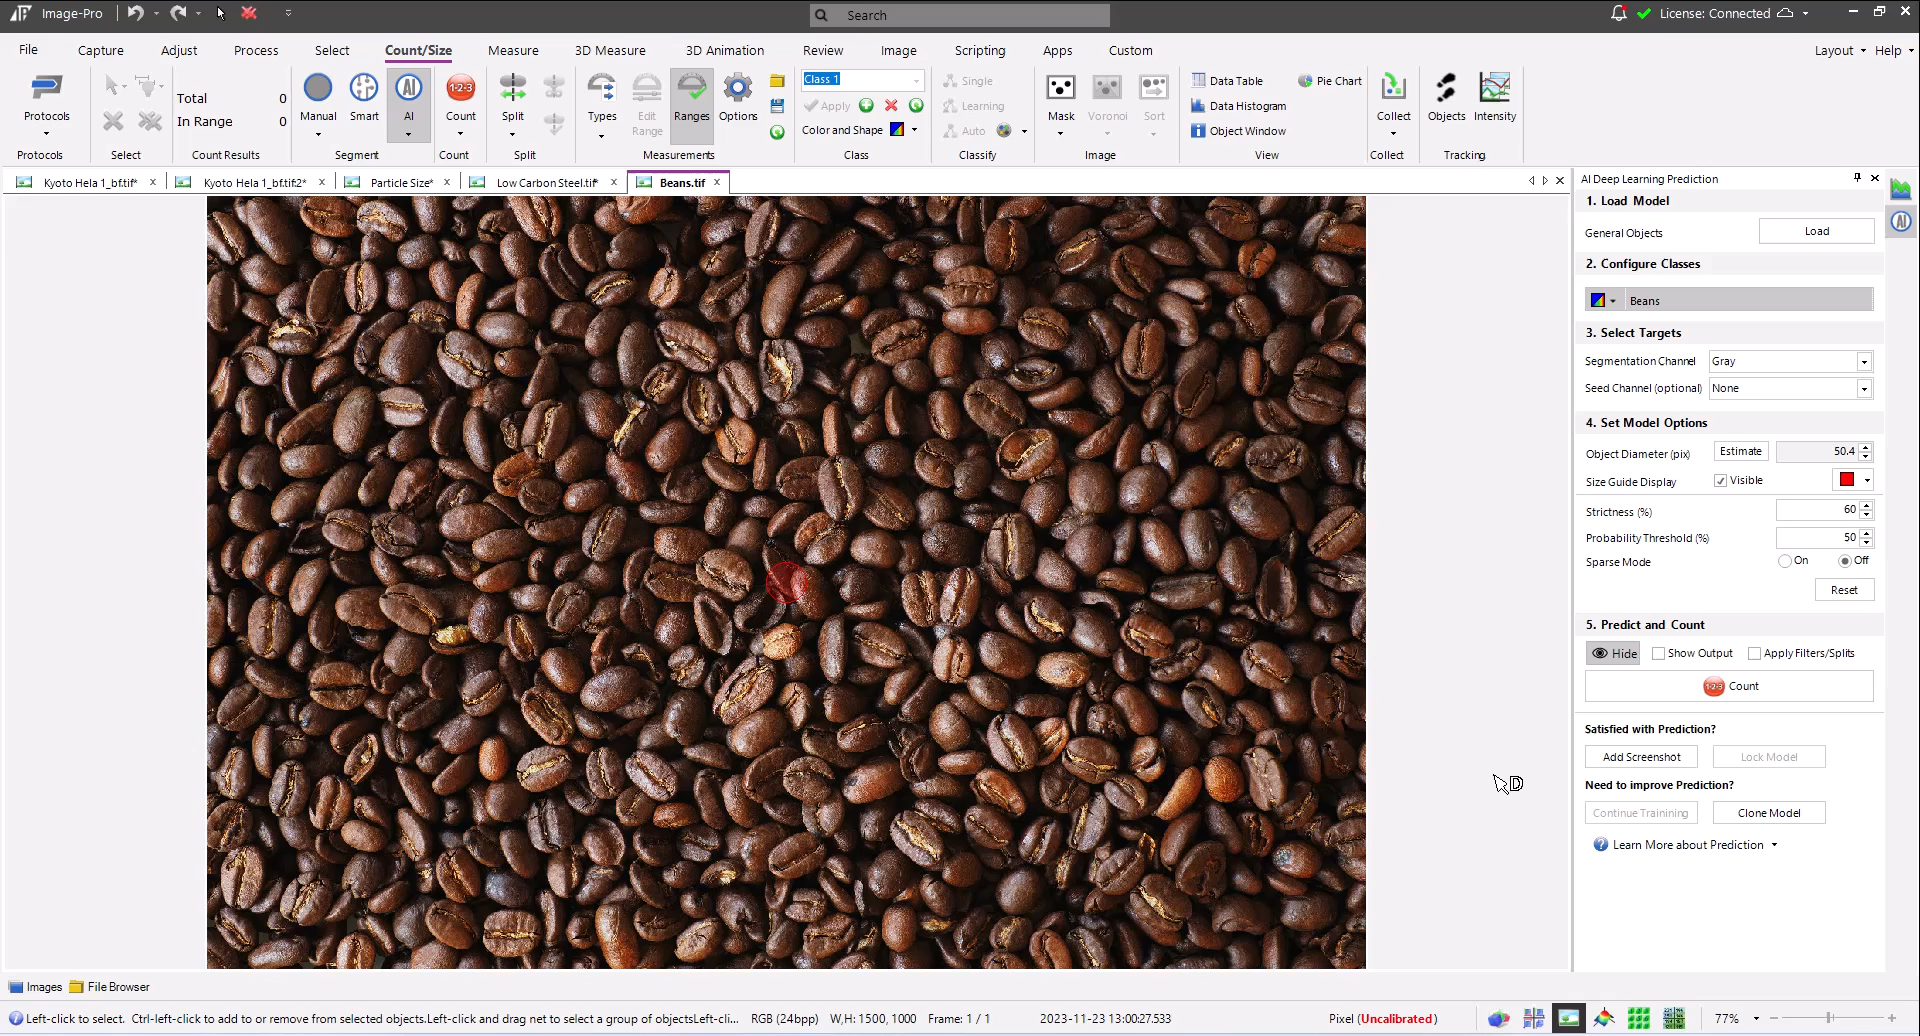 Image-Pro
Search
License: Connected
File Capture Adjust Process Select Count/Size Measure 3D Measure 3D Animation Review Image Scripting Apps Custom Layout Help
Protocols
Protocols
Select
Total 0
In Range 0
Count Results
Manual Smart AI
Segment
1-2-3
Count
Count
Split
Split
Types Edit Range Ranges Options
Measurements
Class 1
Apply
Color and Shape
Class
Single
Learning
Auto
Classify
Mask Voronoi Sort
Image
Data Table
Pie Chart
Data Histogram
Object Window
View
Collect
Collect
Objects Intensity
Tracking
Kyoto Hela 1_bf.tif* Kyoto Hela 1_bf.tif2* Particle Size* Low Carbon Steel.tif* Beans.tif
AI Deep Learning Prediction
1. Load Model
General Objects Load
2. Configure Classes
Beans
3. Select Targets
Segmentation Channel Gray
Seed Channel (optional) None
4. Set Model Options
Object Diameter (pix) Estimate 50.4
Size Guide Display Visible
Strictness (%) 60
Probability Threshold (%) 50
Sparse Mode On Off
Reset
5. Predict and Count
Hide Show Output Apply Filters/Splits
1-2-3 Count
Satisfied with Prediction?
Add Screenshot Lock Model
Need to improve Prediction?
Continue Trainining Clone Model
Learn More about Prediction
AI
D
Images File Browser
Left-click to select. Ctrl-left-click to add to or remove from selected objects.Left-click and drag net to select a group of objectsLeft-cli... RGB (24bpp) W,H: 1500, 1000 Frame: 1 / 1 2023-11-23 13:00:27.533 Pixel (Uncalibrated) 77%